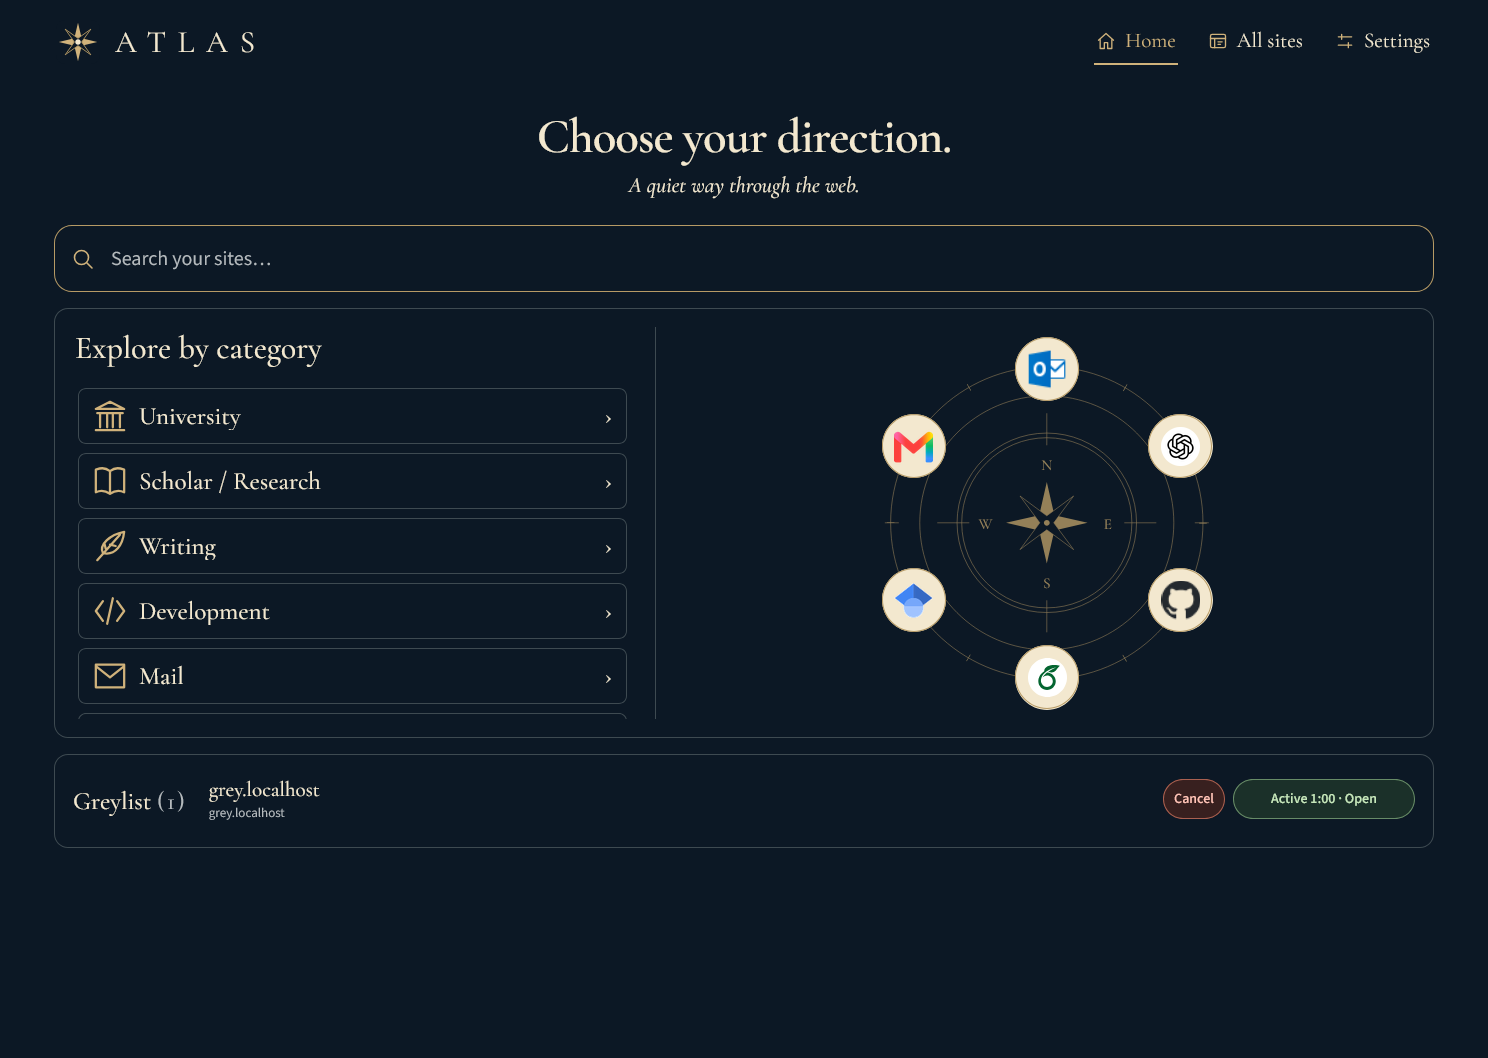 ATLAS
Home
All sites
Settings
Choose your direction.
A quiet way through the web.
Search your sites…
Explore by category
University ›
Scholar / Research ›
Writing ›
Development ›
Mail ›
N
W
E
S
Greylist (1)
grey.localhost
grey.localhost
Cancel
Active 1:00 · Open